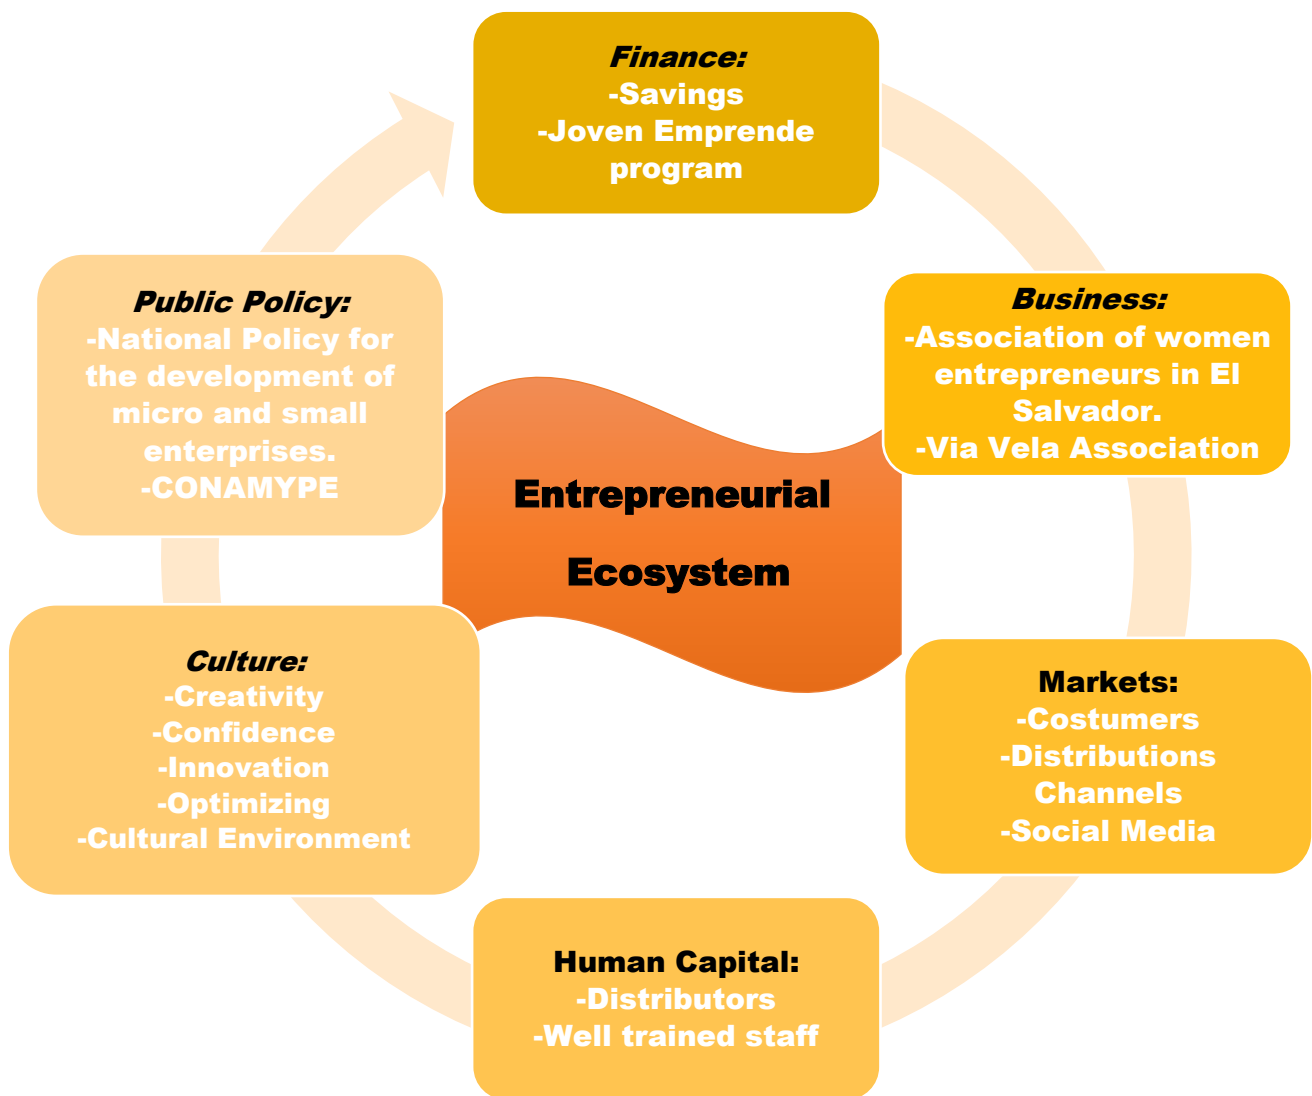 Finance:
-Savings
-Joven Emprende
program
Business:
-Association of women
entrepreneurs in El
Salvador.
-Via Vela Association
Markets:
-Costumers
-Distributions
Channels
-Social Media
Human Capital:
-Distributors
-Well trained staff
Culture:
-Creativity
-Confidence
-Innovation
-Optimizing
-Cultural Environment
Public Policy:
-National Policy for
the development of
micro and small
enterprises.
-CONAMYPE
Entrepreneurial
Ecosystem